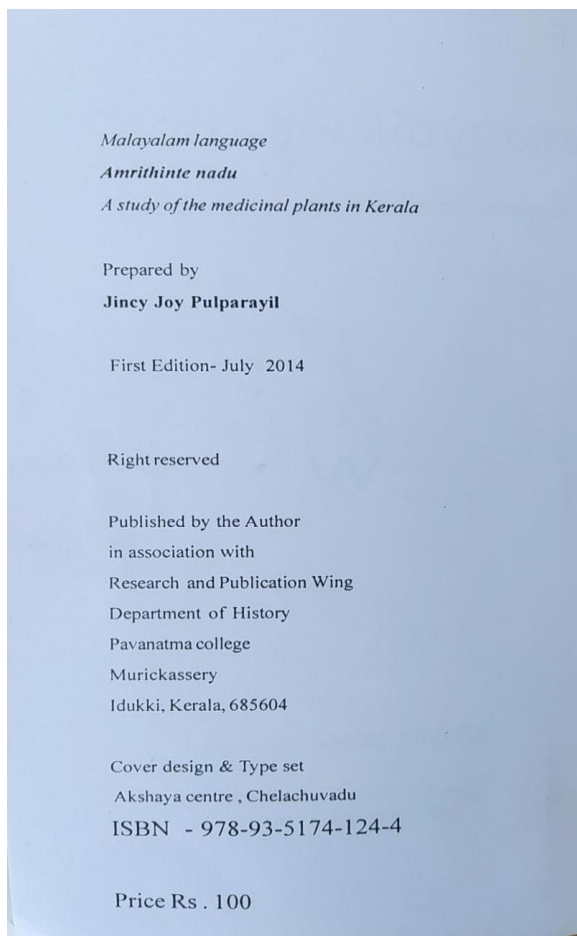 Malayalam language
Amrithinte nadu
A study of the medicinal plants in Kerala
Prepared by
Jincy Joy Pulparayil
First Edition- July 2014
Right reserved
Published by the Author
in association with
Research and Publication Wing
Department of History
Pavanatma college
Murickassery
Idukki, Kerala, 685604
Cover design & Type set
Akshaya centre , Chelachuvadu
ISBN - 978-93-5174-124-4
Price Rs . 100